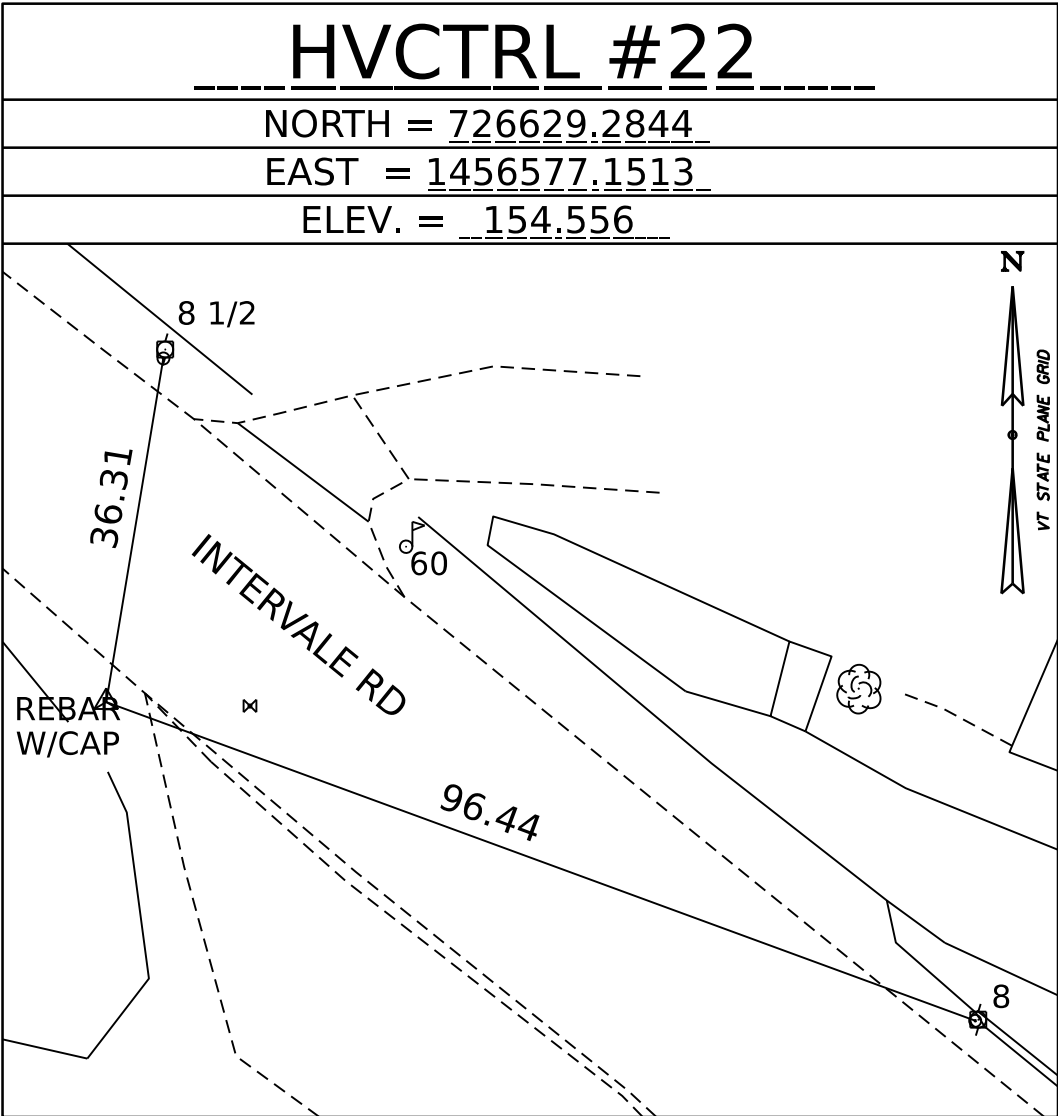 HVCTRL #22
NORTH = 726629.2844
EAST = 1456577.1513
ELEV. = 154.556
N
8 1/2
VT STATE PLANE GRID
36.31
60
INTERVALE RD
REBAR
W/CAP
96.44
8